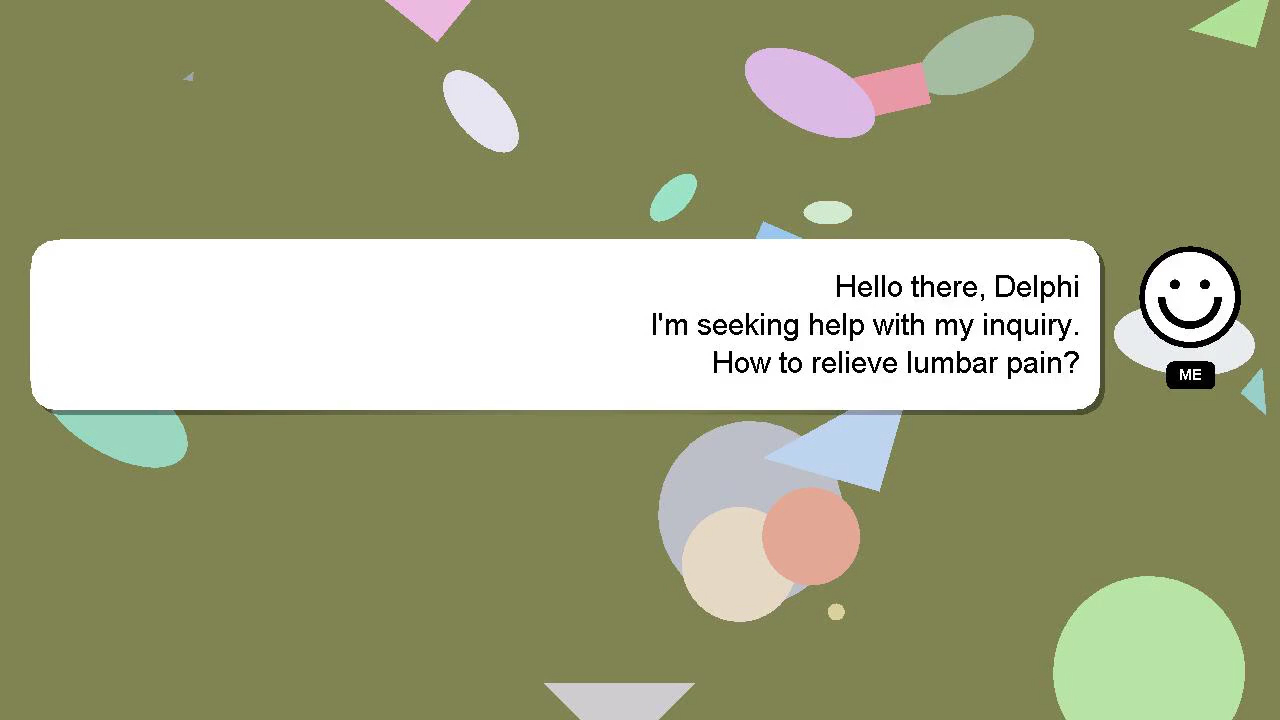 Hello there, Delphi
I'm seeking help with my inquiry.
How to relieve lumbar pain?
ME